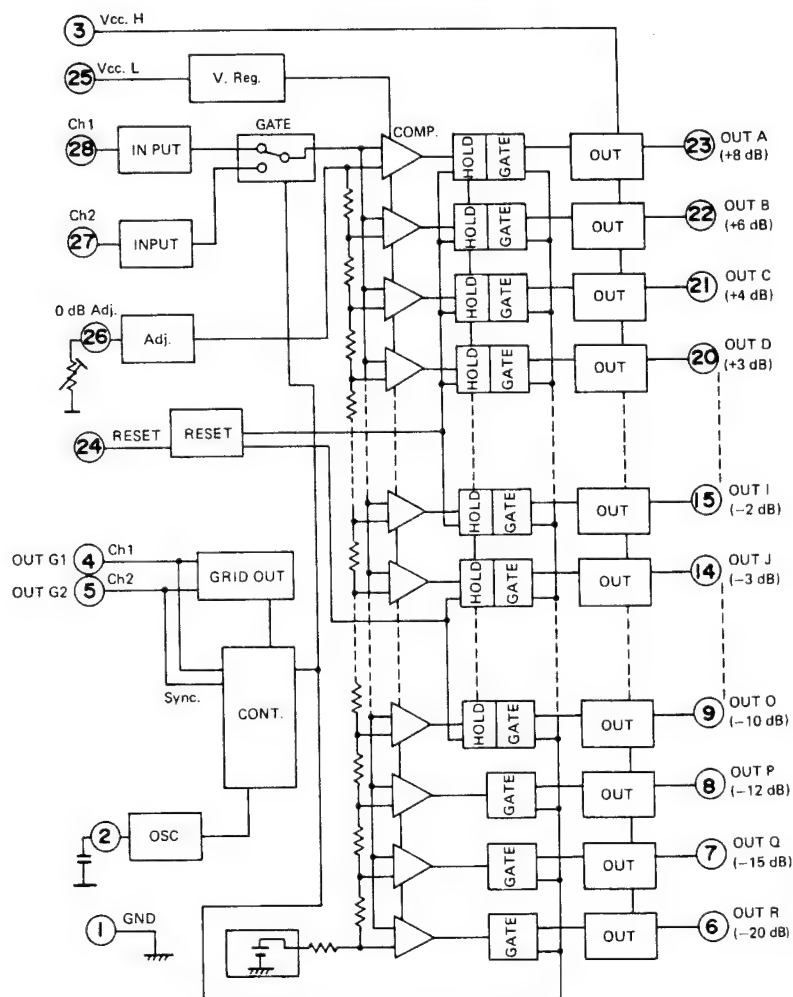 3 Vcc. H
25 Vcc. L V. Reg.
Ch1 GATE COMP.
28 IN PUT HOLD GATE OUT 23 OUT A
(+8 dB)
Ch2
27 INPUT HOLD GATE OUT 22 OUT B
(+6 dB)
HOLD GATE OUT 21 OUT C
(+4 dB)
0 dB Adj.
26 Adj. HOLD GATE OUT 20 OUT D
(+3 dB)
24 RESET RESET
HOLD GATE OUT 15 OUT I
(−2 dB)
OUT G1 4 Ch1 GRID OUT
HOLD GATE OUT 14 OUT J
(−3 dB)
OUT G2 5 Ch2
Sync. CONT.
HOLD GATE OUT 9 OUT O
(−10 dB)
GATE OUT 8 OUT P
(−12 dB)
2 OSC
GATE OUT 7 OUT Q
(−15 dB)
1 GND
GATE OUT 6 OUT R
(−20 dB)